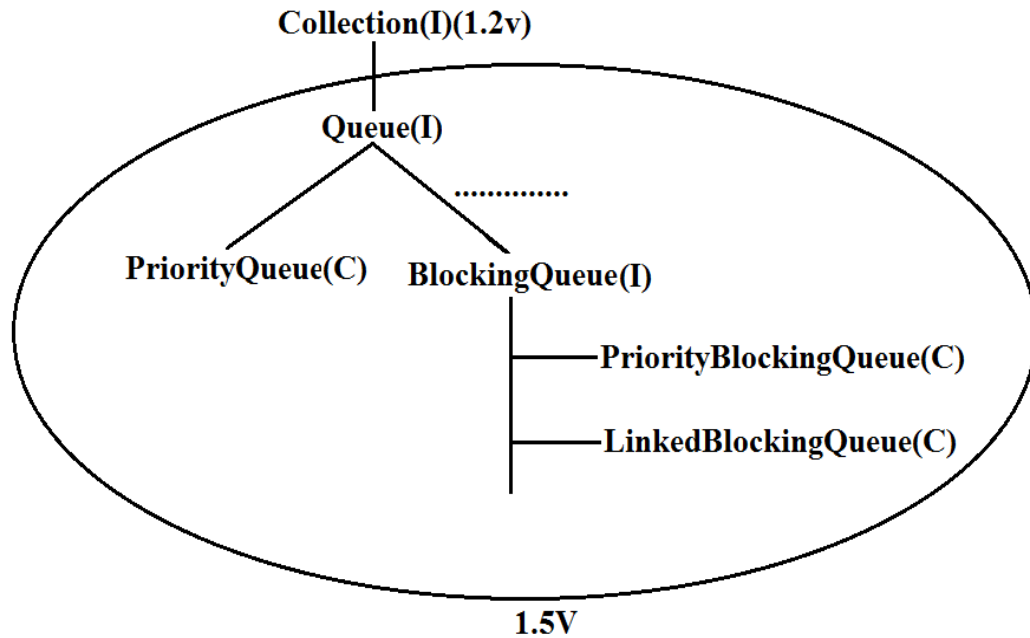 Collection(I)(1.2v)
Queue(I)
..............
PriorityQueue(C)
BlockingQueue(I)
PriorityBlockingQueue(C)
LinkedBlockingQueue(C)
1.5V